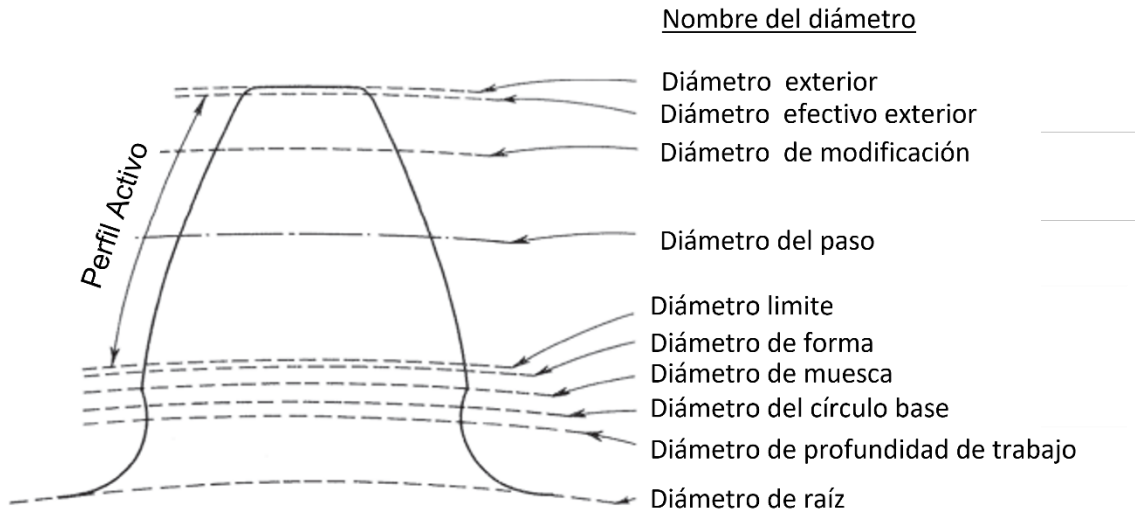 Nombre del diámetro
Diámetro exterior
Diámetro efectivo exterior
Diámetro de modificación
Perfil Activo
Diámetro del paso
Diámetro limite
Diámetro de forma
Diámetro de muesca
Diámetro del círculo base
Diámetro de profundidad de trabajo
Diámetro de raíz